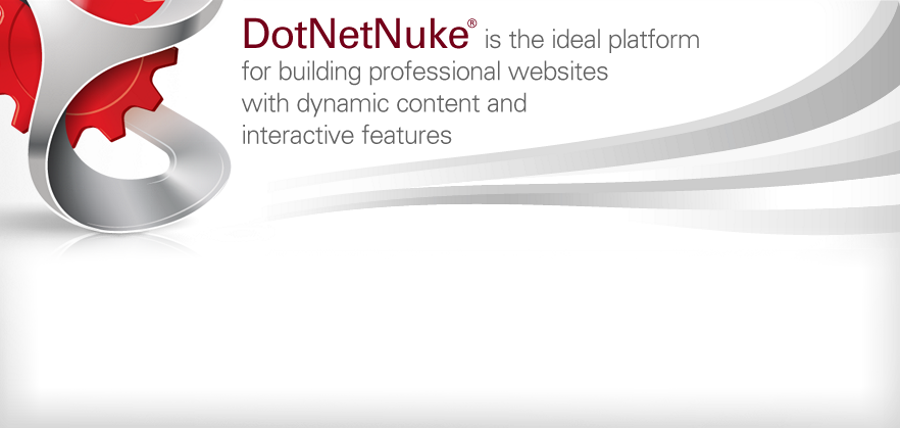 DotNetNuke® is the ideal platform
for building professional websites
with dynamic content and
interactive features